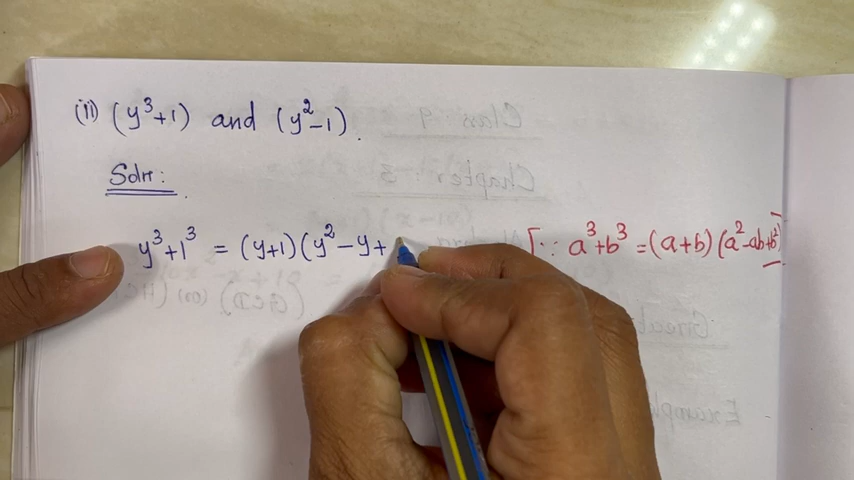 (ii) (y³+1) and (y²-1).
Soln:
y³+1³ = (y+1)(y²-y+ [∵ a³+b³=(a+b)(a²-ab+b²)]